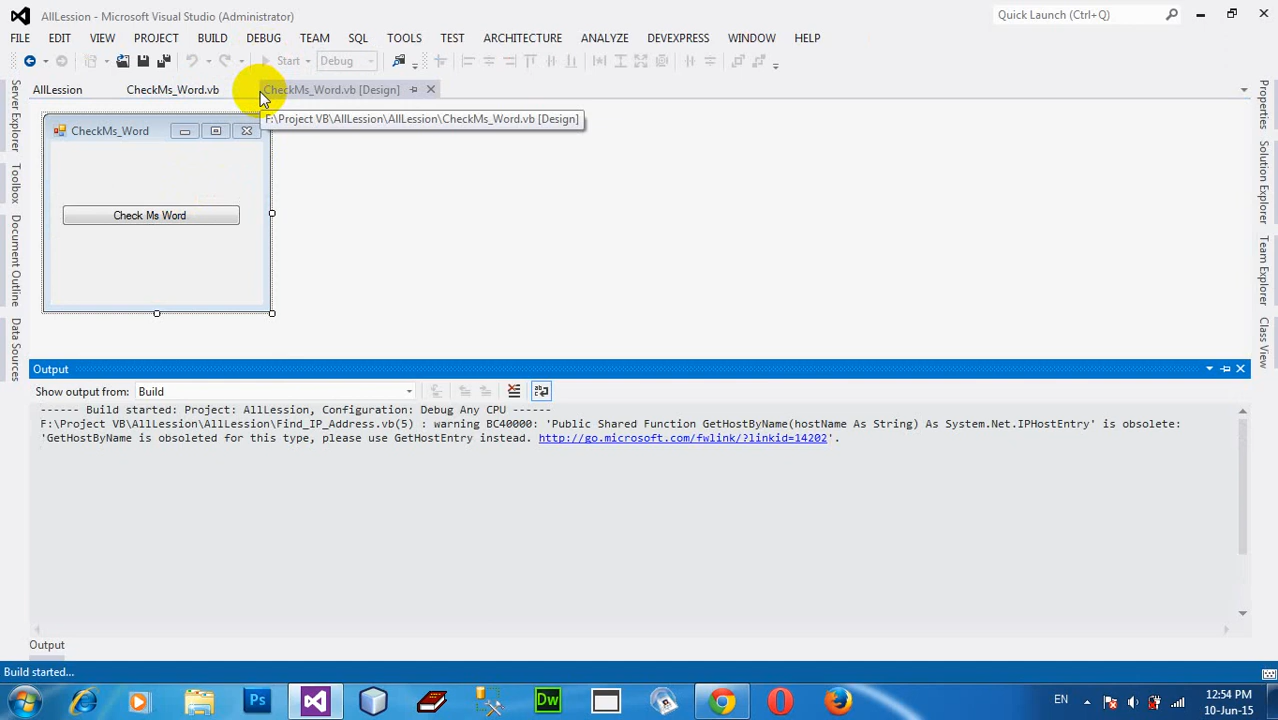 AllLession - Microsoft Visual Studio (Administrator)
Quick Launch (Ctrl+Q)
FILE EDIT VIEW PROJECT BUILD DEBUG TEAM SQL TOOLS TEST ARCHITECTURE ANALYZE DEVEXPRESS WINDOW HELP
Start Debug
AllLession CheckMs_Word.vb CheckMs_Word.vb [Design]
F:\Project VB\AllLession\AllLession\CheckMs_Word.vb [Design]
Server Explorer
Toolbox
Document Outline
Data Sources
CheckMs_Word
Check Ms Word
Properties
Solution Explorer
Team Explorer
Class View
Output
Show output from: Build
------ Build started: Project: AllLession, Configuration: Debug Any CPU ------
F:\Project VB\AllLession\AllLession\Find_IP_Address.vb(5) : warning BC40000: 'Public Shared Function GetHostByName(hostName As String) As System.Net.IPHostEntry' is obsolete:
'GetHostByName is obsoleted for this type, please use GetHostEntry instead. http://go.microsoft.com/fwlink/?linkid=14202'.
Output
Build started...
Ps
Dw
EN
12:54 PM
10-Jun-15